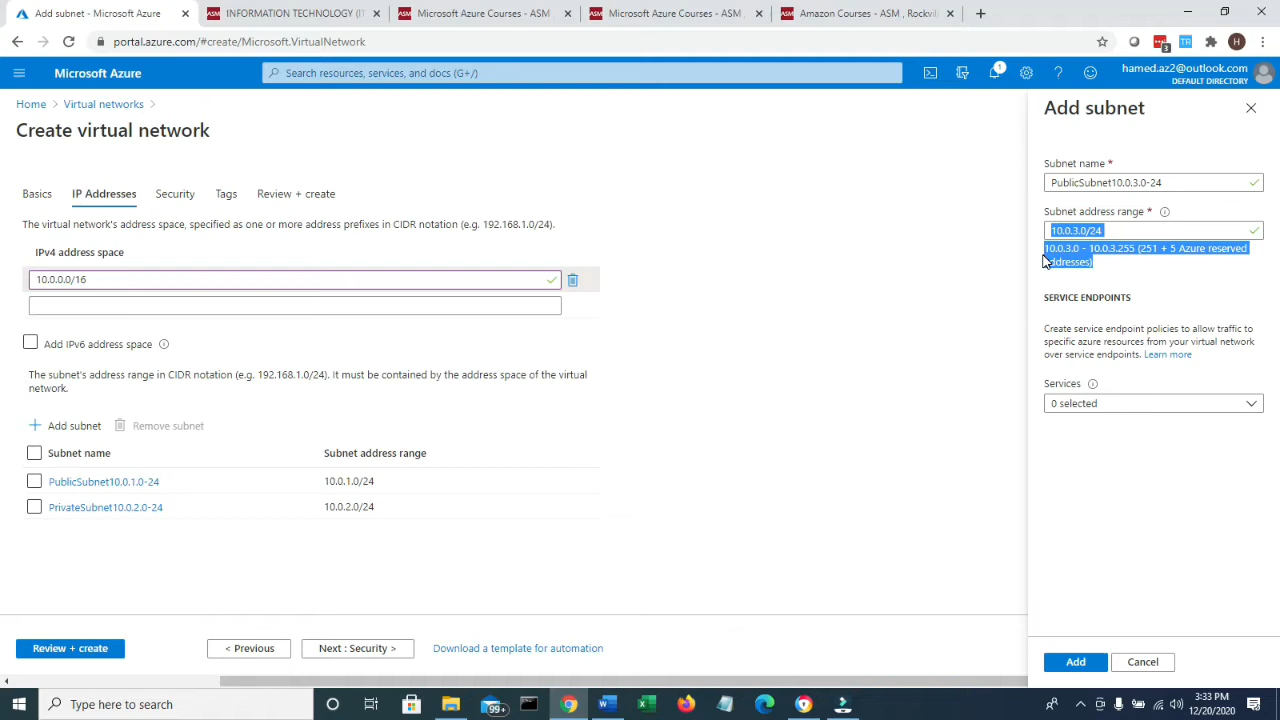 Add subnet - Microsoft Azure
INFORMATION TECHNOLOGY (IT
Microsoft Azure Courses - ASM ,
Microsoft Azure Courses - ASM ,
Amazon Courses - ASM , Rockvil
portal.azure.com/#create/Microsoft.VirtualNetwork
3
TR
H
Microsoft Azure
Search resources, services, and docs (G+/)
1
hamed.az2@outlook.com
DEFAULT DIRECTORY
Home > Virtual networks >
Create virtual network
Basics
IP Addresses
Security
Tags
Review + create
The virtual network's address space, specified as one or more address prefixes in CIDR notation (e.g. 192.168.1.0/24).
IPv4 address space
10.0.0.0/16
Add IPv6 address space
The subnet's address range in CIDR notation (e.g. 192.168.1.0/24). It must be contained by the address space of the virtual
network.
Add subnet
Remove subnet
Subnet name
Subnet address range
PublicSubnet10.0.1.0-24
10.0.1.0/24
PrivateSubnet10.0.2.0-24
10.0.2.0/24
Review + create
< Previous
Next : Security >
Download a template for automation
Add subnet
Subnet name *
PublicSubnet10.0.3.0-24
Subnet address range *
10.0.3.0/24
10.0.3.0 - 10.0.3.255 (251 + 5 Azure reserved
addresses)
SERVICE ENDPOINTS
Create service endpoint policies to allow traffic to
specific azure resources from your virtual network
over service endpoints. Learn more
Services
0 selected
Add
Cancel
Type here to search
99+
3:33 PM
12/20/2020